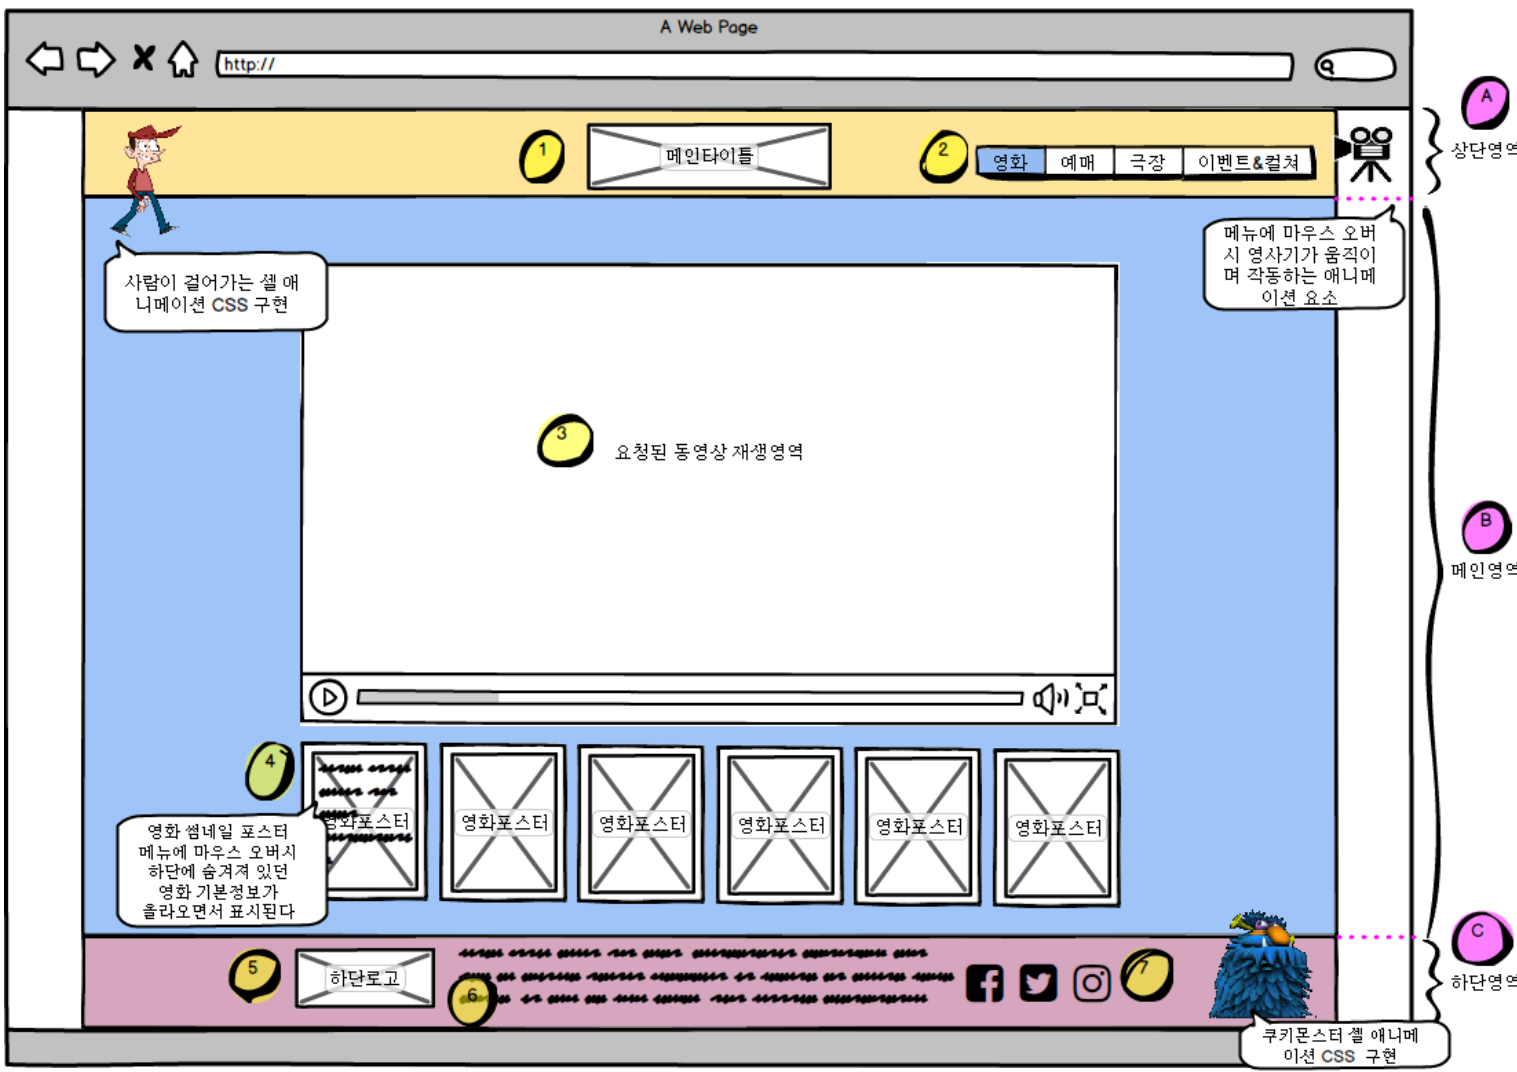 A Web Page
http://
A
상단영역
1
메인타이틀
2
영화
예매
극장
이벤트&컬쳐
메뉴에 마우스 오버
시 영사기가 움직이
며 작동하는 애니메
이션 요소
사람이 걸어가는 셀 애
니메이션 CSS 구현
3
요청된 동영상 재생영역
B
메인영역
4
영화포스터
영화포스터
영화포스터
영화포스터
영화포스터
영화포스터
영화 썸네일 포스터
메뉴에 마우스 오버시
하단에 숨겨져 있던
영화 기본정보가
올라오면서 표시된다
C
하단영역
5
하단로고
6
7
쿠키몬스터 셀 애니메
이션 CSS 구현